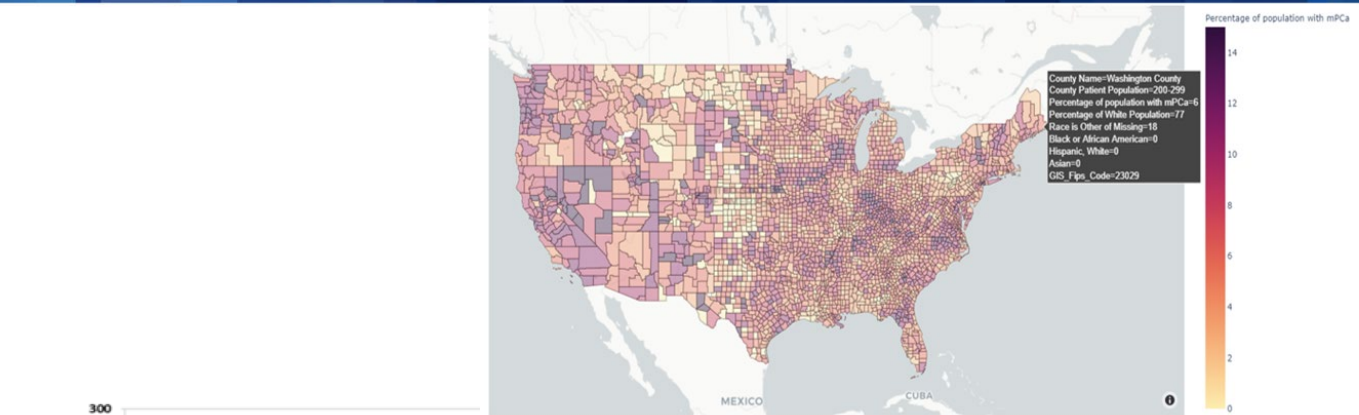 Percentage of population with mPCa
14
12
10
8
6
4
2
0
County Name=Washington County
County Patient Population=200-299
Percentage of population with mPCa=6
Percentage of White Population=77
Race is Other of Missing=18
Black or African American=0
Hispanic, White=0
Asian=0
GIS_Fips_Code=23029
MEXICO
CUBA
300